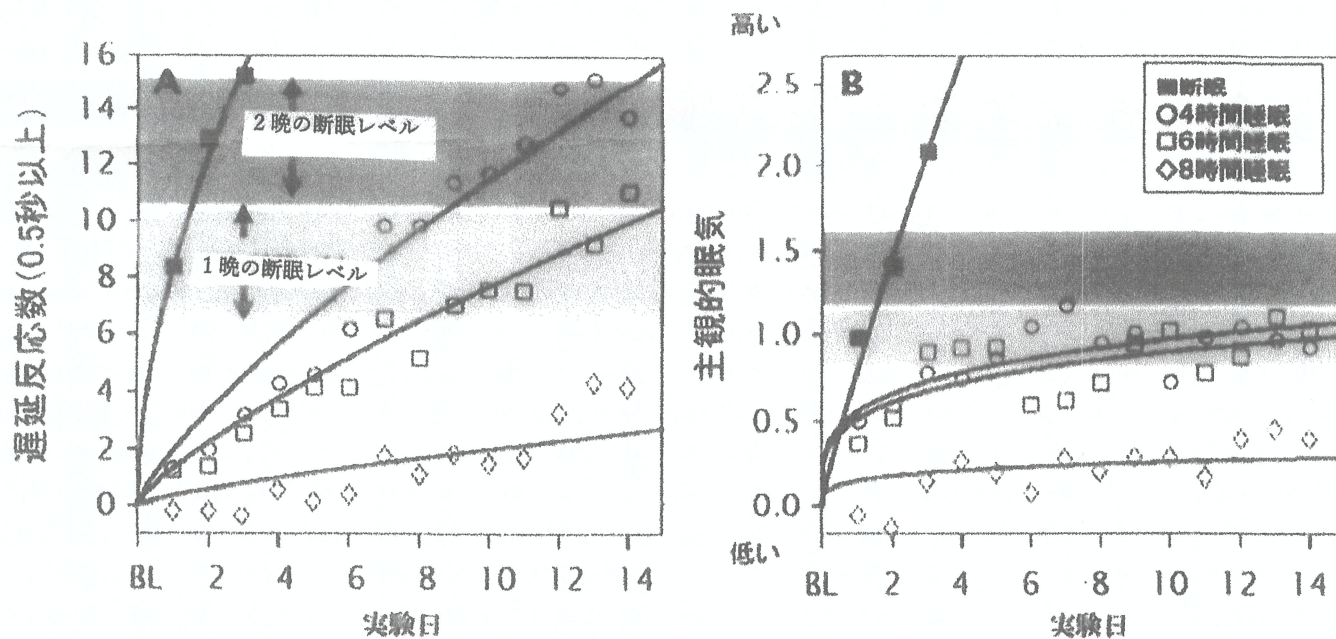 A
2晩の断眠レベル
1晩の断眠レベル
遅延反応数(0.5秒以上)
16
14
12
10
8
6
4
2
0
BL 2 4 6 8 10 12 14
実験日
高い
B
断眠
4時間睡眠
6時間睡眠
8時間睡眠
主観的眠気
2.5
2.0
1.5
1.0
0.5
0.0
低い
BL 2 4 6 8 10 12 14
実験日